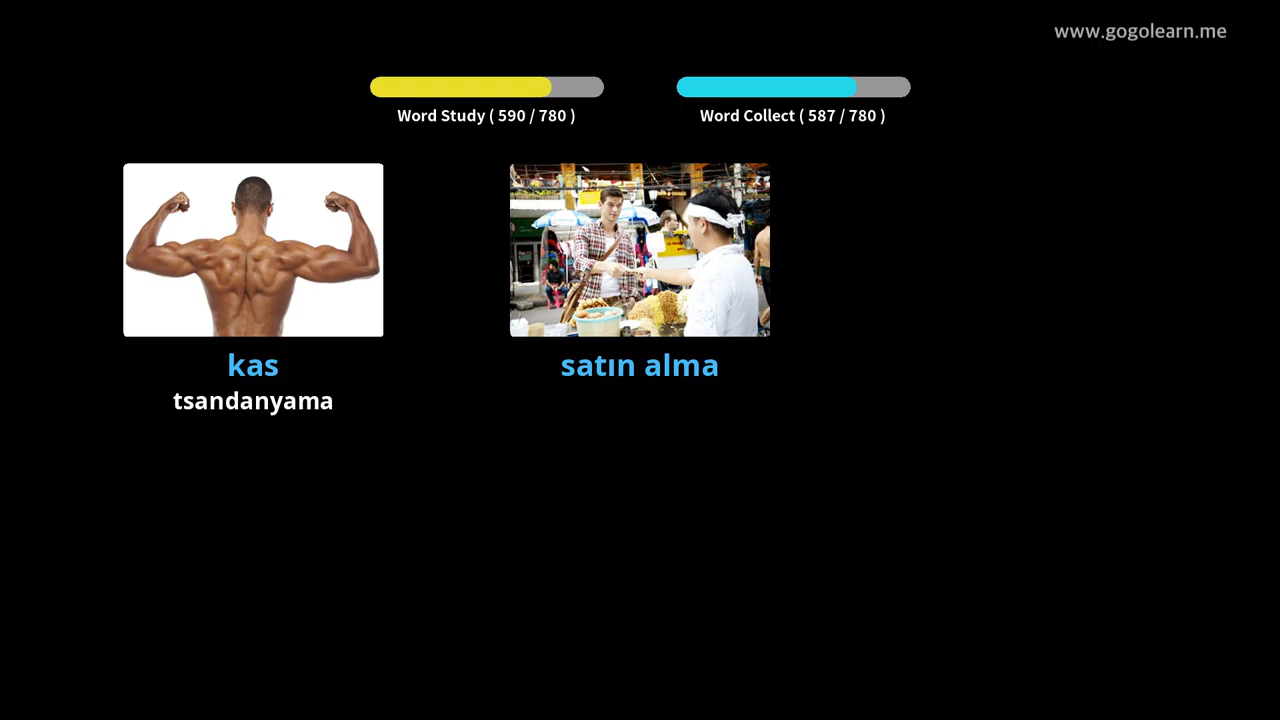 www.gogolearn.me
Word Study ( 590 / 780 )
Word Collect ( 587 / 780 )
kas
tsandanyama
satın alma